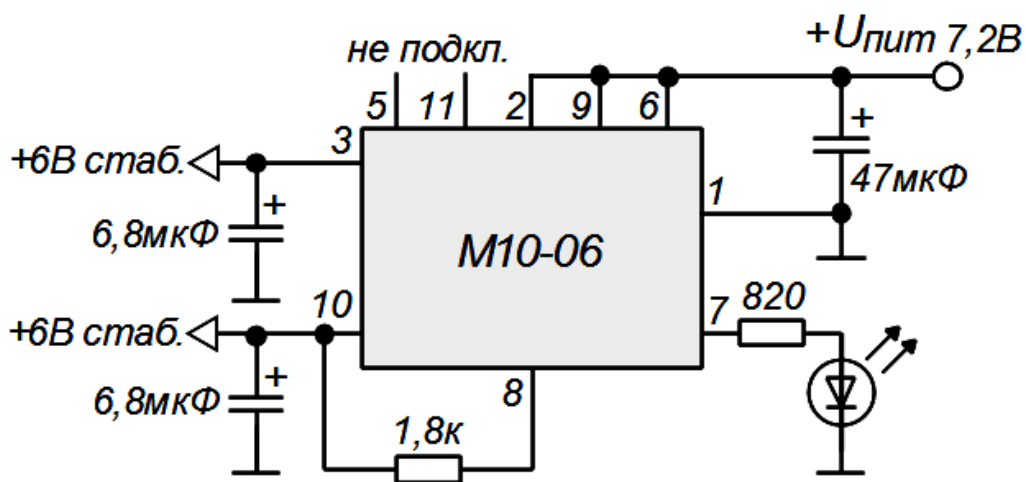 +Uпит 7,2В
не подкл.
5
11
2
9
6
3
+6В стаб.
+
6,8мкФ
+
47мкФ
1
М10-06
10
+6В стаб.
+
6,8мкФ
7
820
8
1,8к